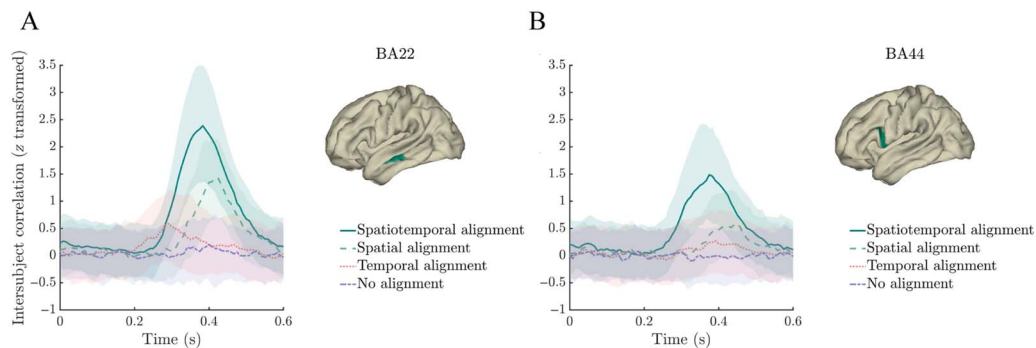 A
BA22
Intersubject correlation (z transformed)
3.5
3
2.5
2
1.5
1
0.5
0
-0.5
-1
0
0.2
0.4
0.6
Time (s)
Spatiotemporal alignment
Spatial alignment
Temporal alignment
No alignment
B
BA44
3.5
3
2.5
2
1.5
1
0.5
0
-0.5
-1
0
0.2
0.4
0.6
Time (s)
Spatiotemporal alignment
Spatial alignment
Temporal alignment
No alignment